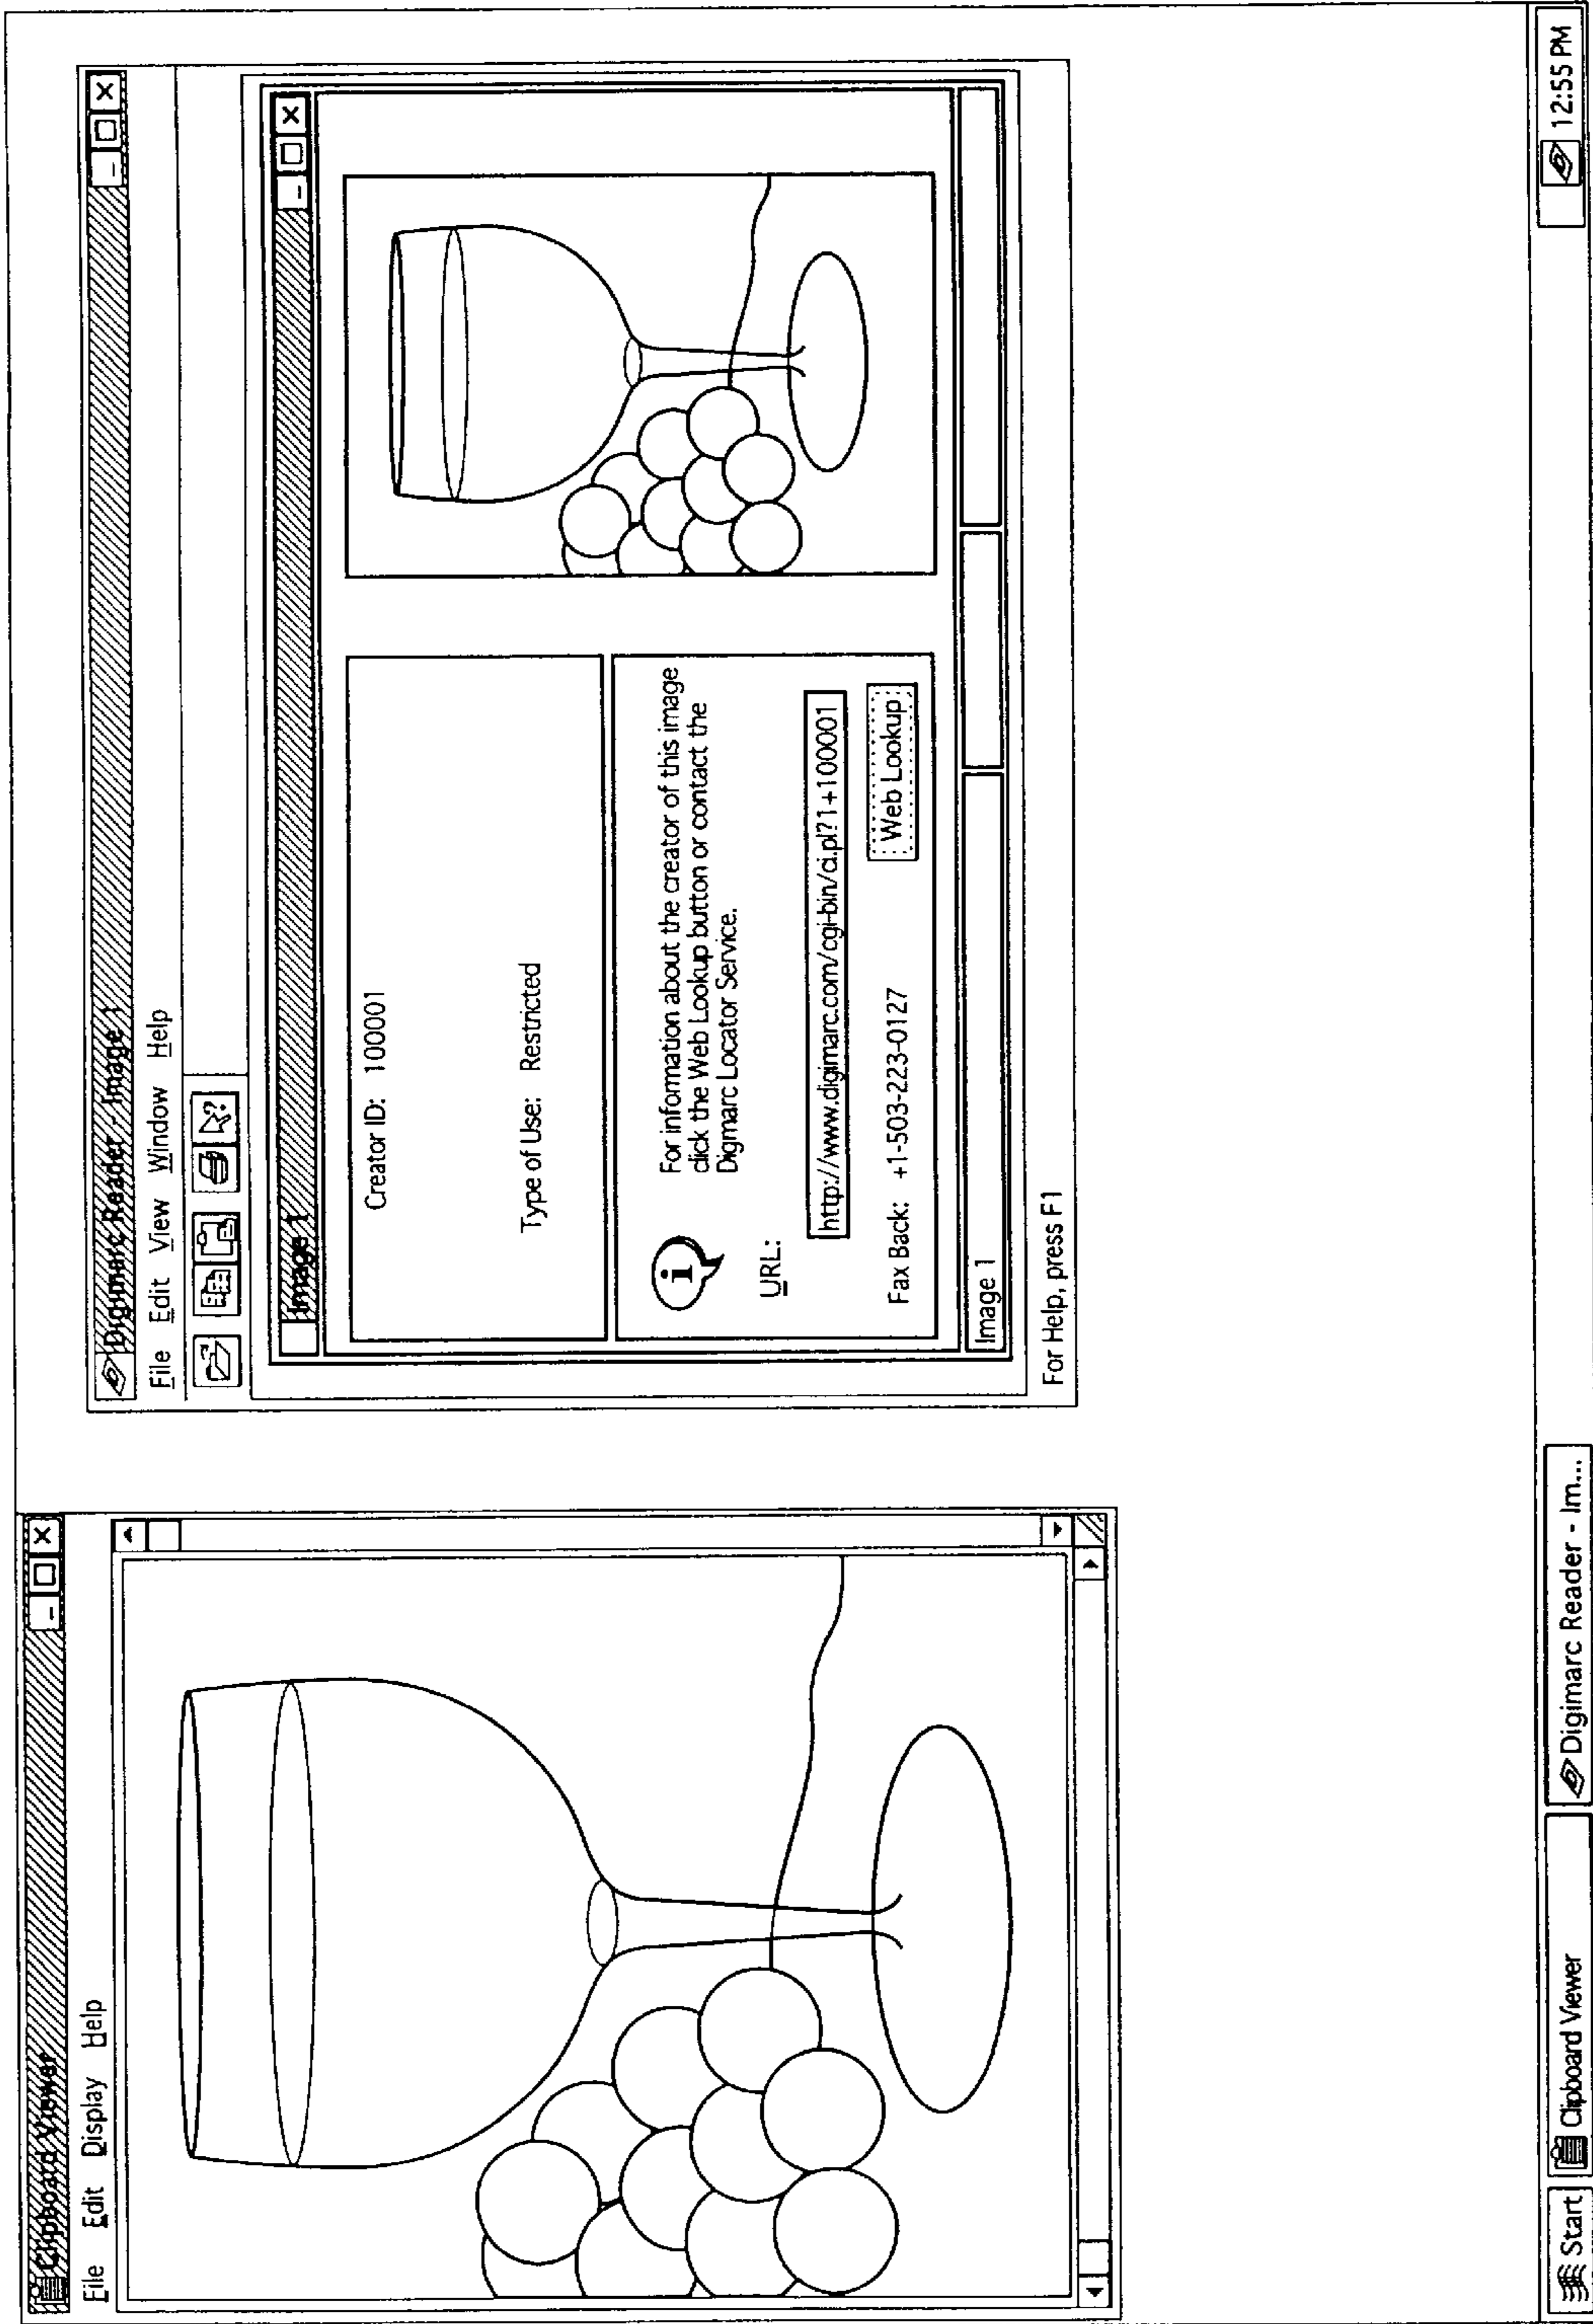 Clipboard Viewer
File Edit Display Help
Digimarc Reader - Image 1
File Edit View Window Help
Image 1
Creator ID: 100001
Type of Use: Restricted
i
For information about the creator of this image
click the Web Lookup button or contact the
Digmarc Locator Service.
URL:
http://www.digimarc.com/cgi-bin/ci.pl?1+100001
Fax Back: +1-503-223-0127
Web Lookup
Image 1
For Help, press F1
Start
Clipboard Viewer
Digimarc Reader - Im...
12:55 PM